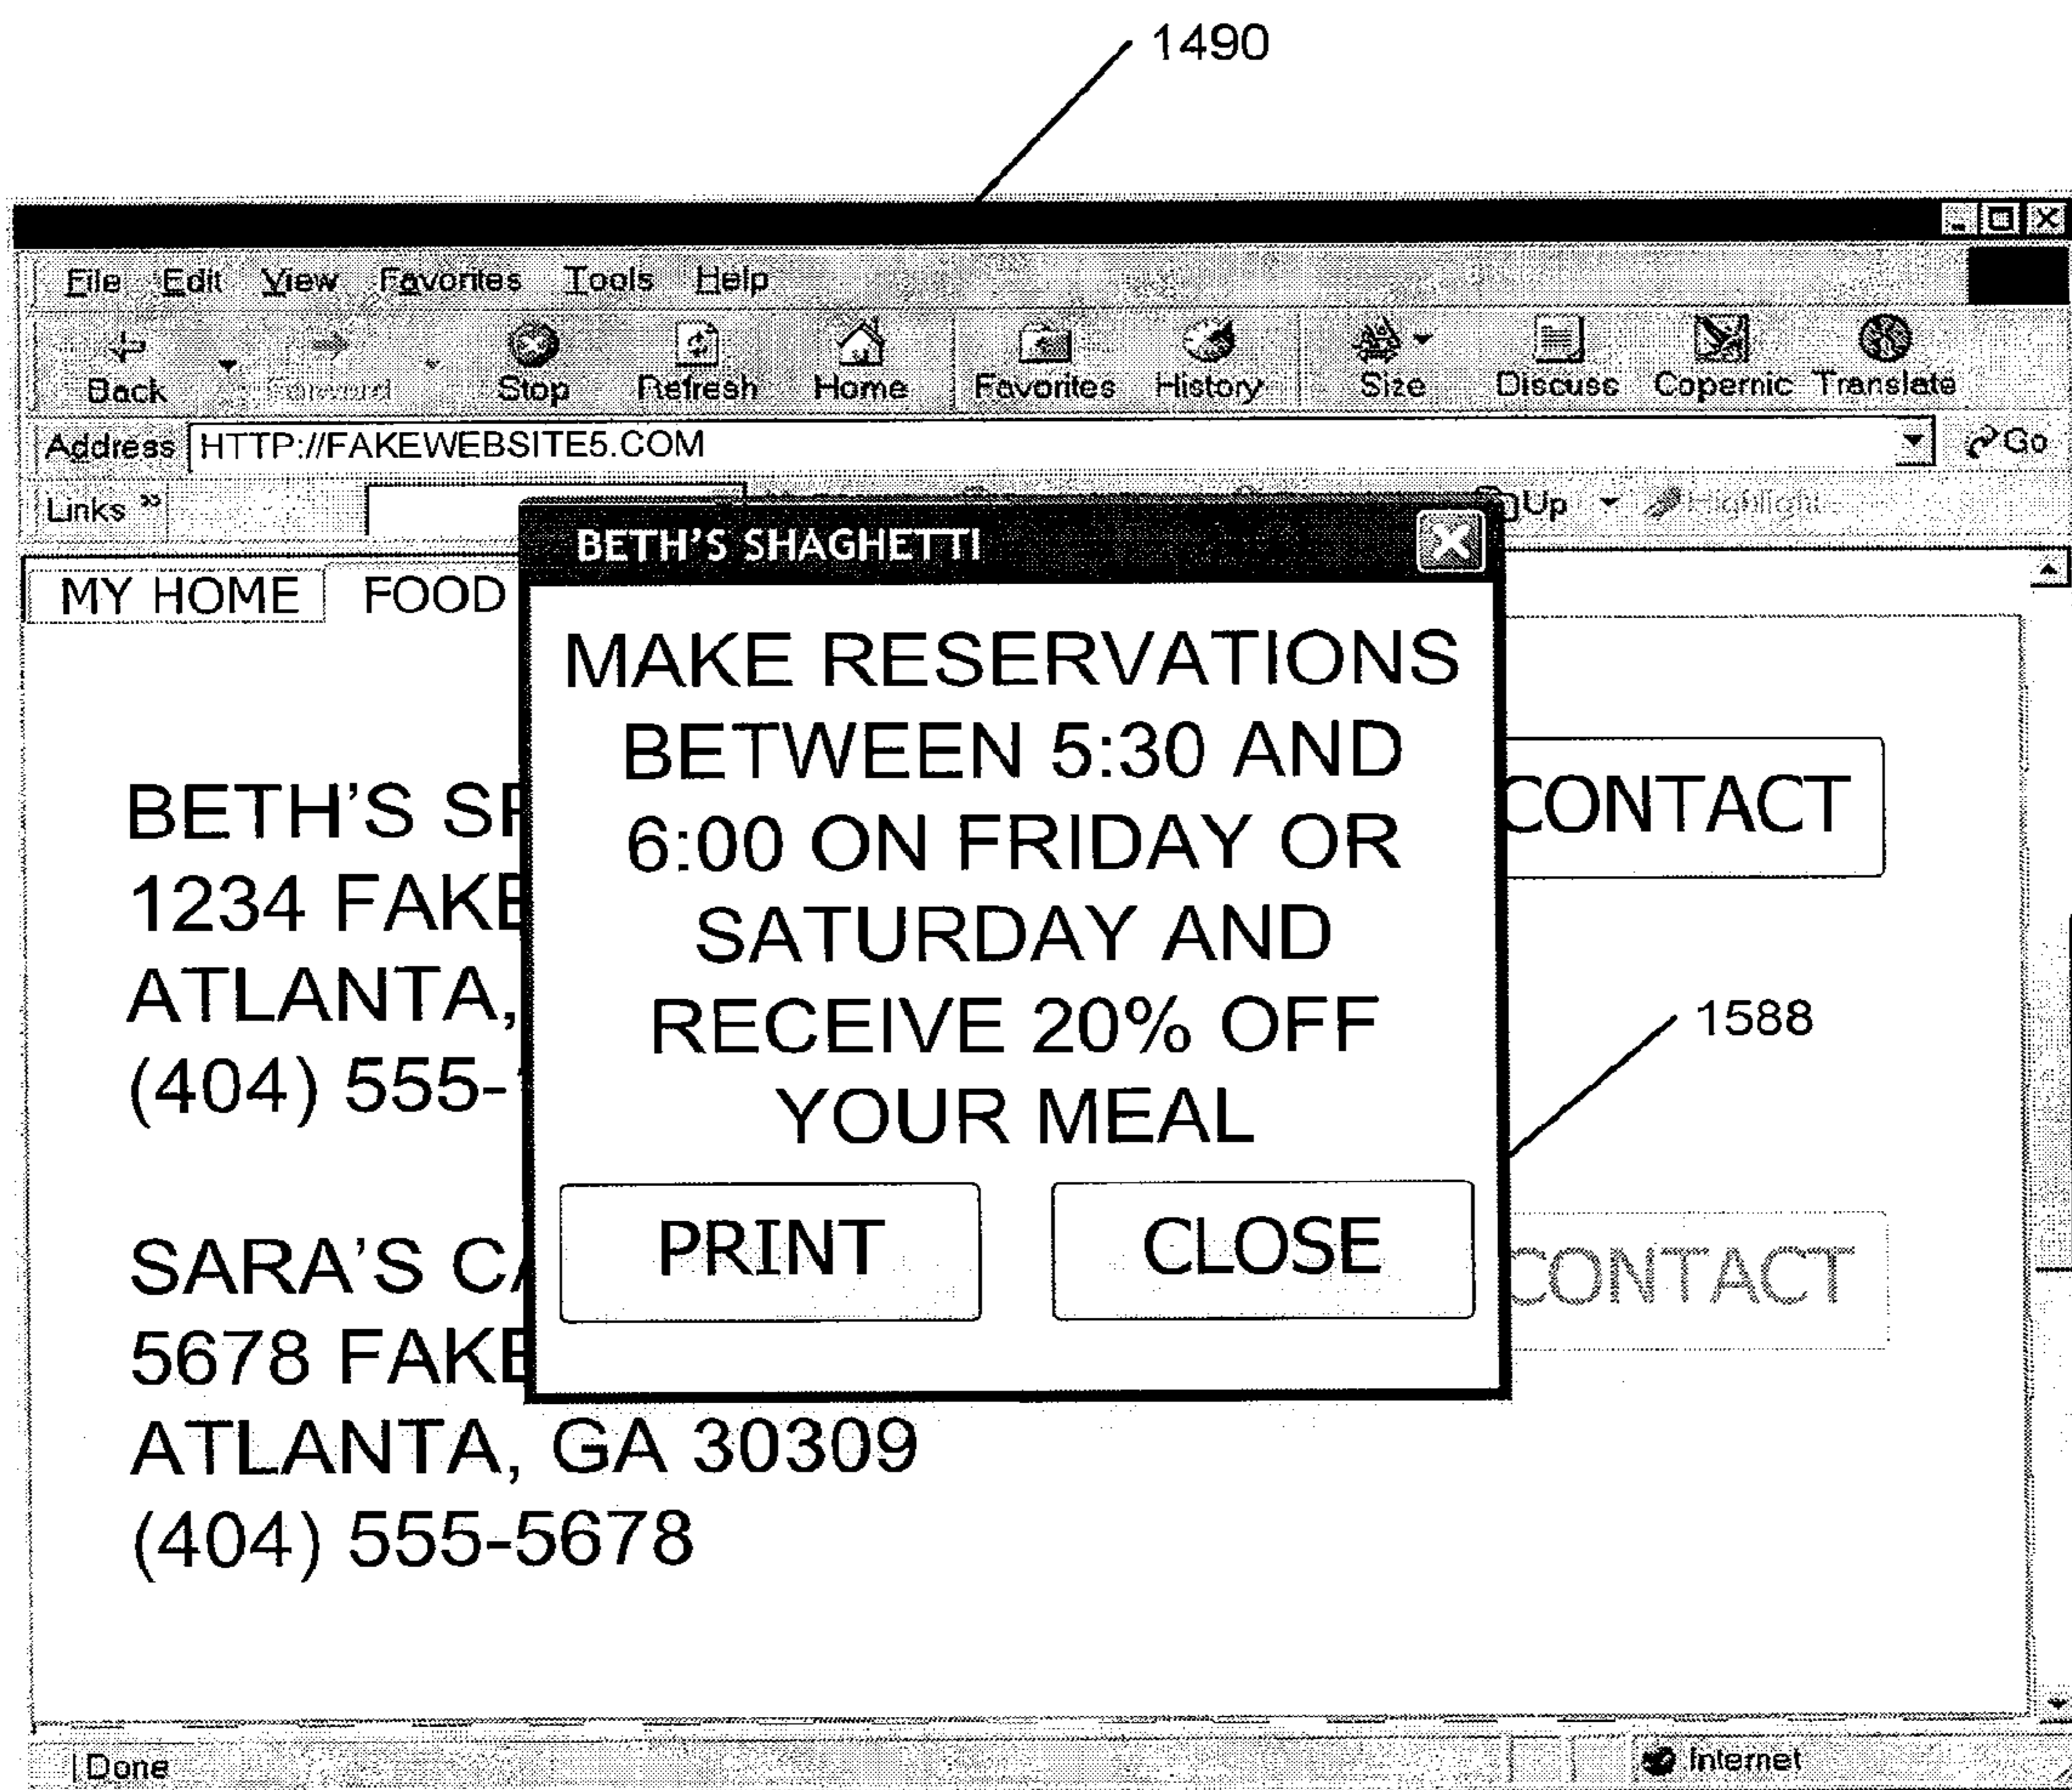 1490
File Edit View Favorites Tools Help
Back Forward Stop Refresh Home Favorites History Size Discuss Copernic Translate
Address HTTP://FAKEWEBSITE5.COM Go
Links » Up Highlight
BETH'S SHAGHETTI
MY HOME FOOD
MAKE RESERVATIONS
BETWEEN 5:30 AND
6:00 ON FRIDAY OR
SATURDAY AND
RECEIVE 20% OFF
YOUR MEAL
PRINT CLOSE
BETH'S SP
1234 FAKE
ATLANTA,
(404) 555-
CONTACT
1588
SARA'S CA
5678 FAKE
ATLANTA, GA 30309
(404) 555-5678
CONTACT
Done Internet